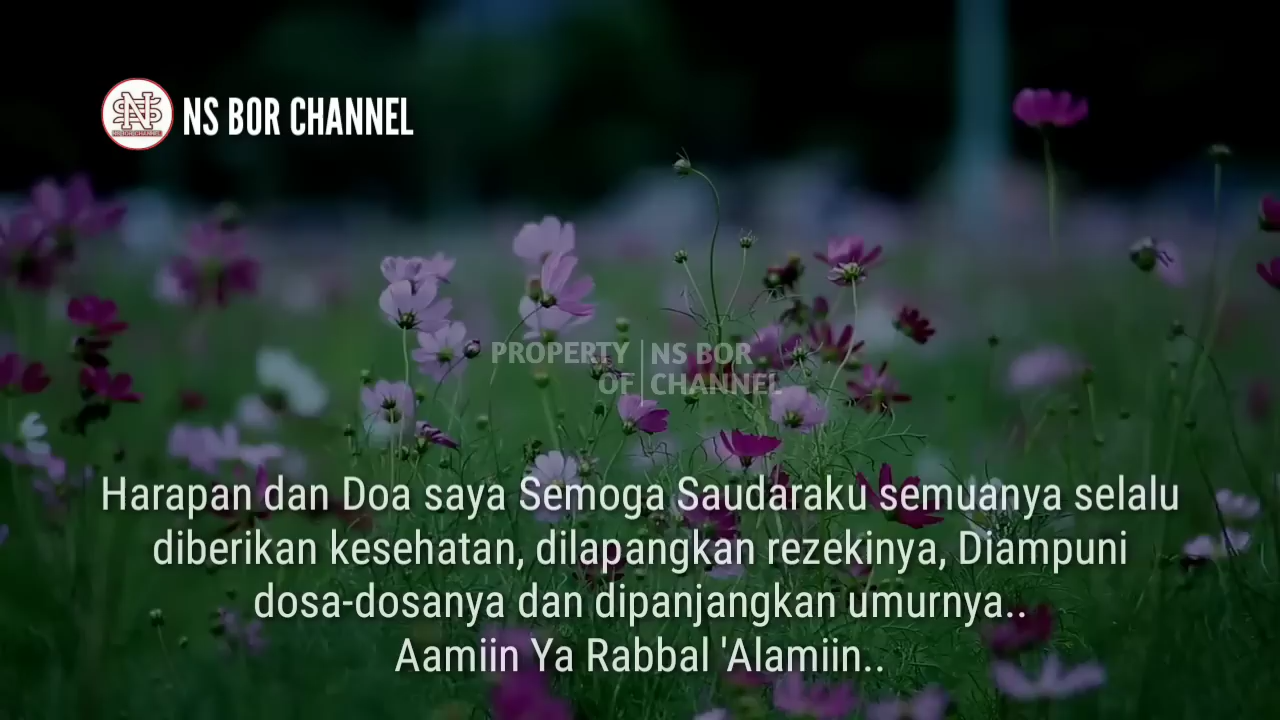 NS BOR CHANNEL
PROPERTY OF
NS BOR CHANNEL
Harapan dan Doa saya Semoga Saudaraku semuanya selalu
diberikan kesehatan, dilapangkan rezekinya, Diampuni
dosa-dosanya dan dipanjangkan umurnya..
Aamiin Ya Rabbal 'Alamiin..